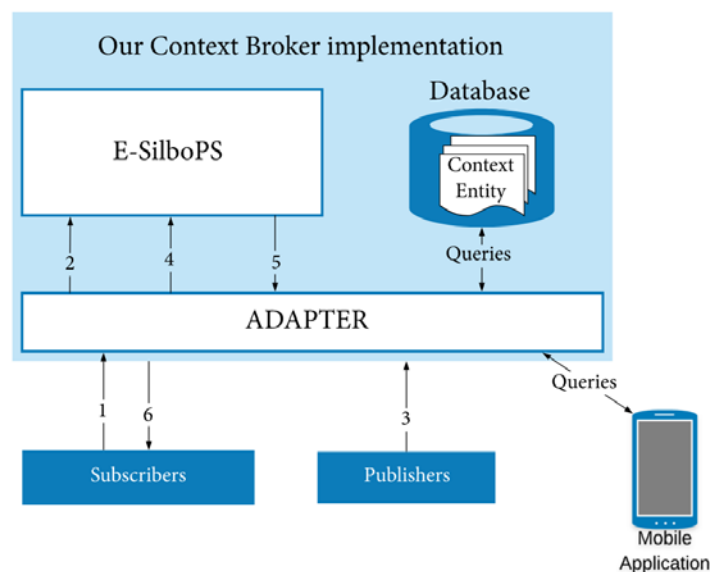 Our Context Broker implementation
E-SilboPS
Database
Context
Entity
2
4
5
Queries
ADAPTER
1
6
3
Queries
Subscribers
Publishers
Mobile
Application